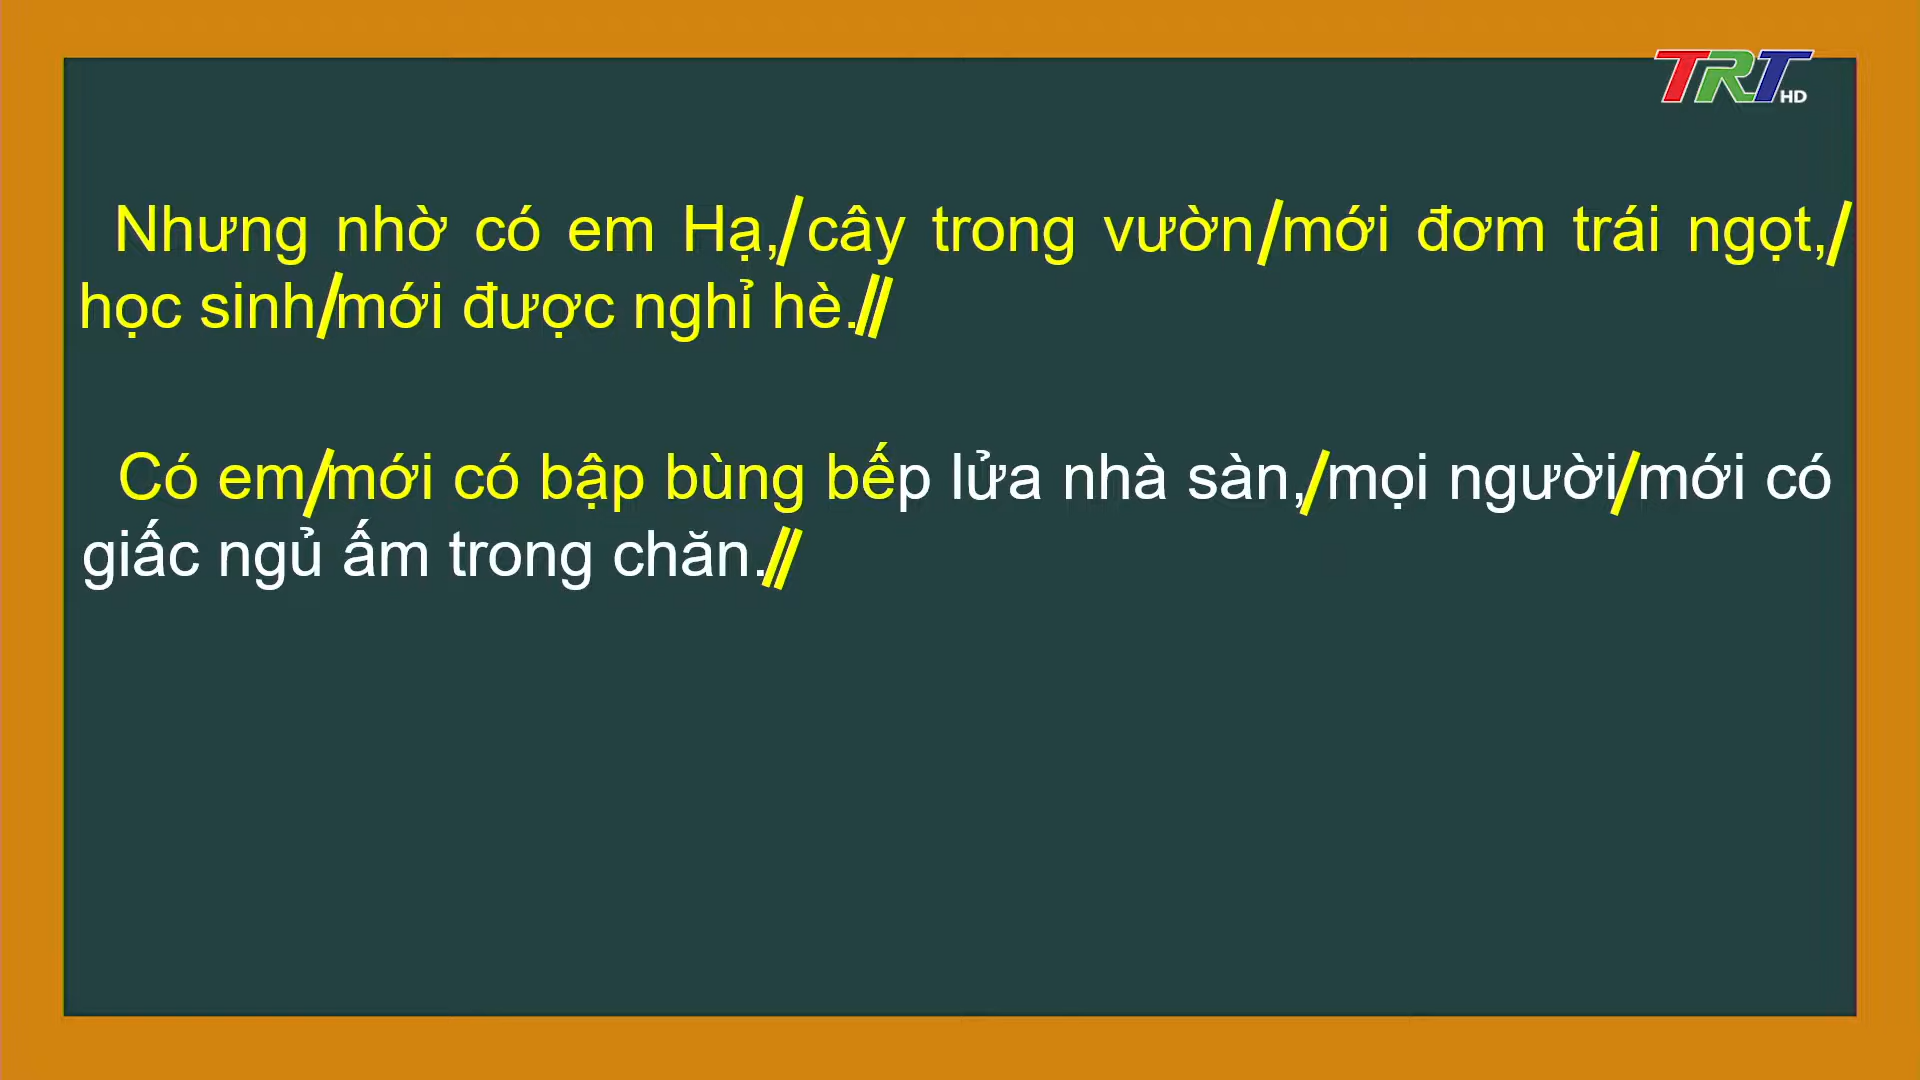 TRT HD
Nhưng nhờ có em Hạ,/ cây trong vườn/ mới đơm trái ngọt,/
học sinh/ mới được nghỉ hè.//
Có em/ mới có bập bùng bếp lửa nhà sàn,/ mọi người/ mới có
giấc ngủ ấm trong chăn.//